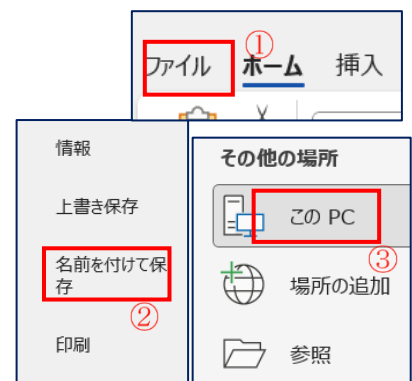 ファイル ① ホーム 挿入
情報
上書き保存
名前を付けて保
存
②
印刷
その他の場所
この PC
③
場所の追加
参照